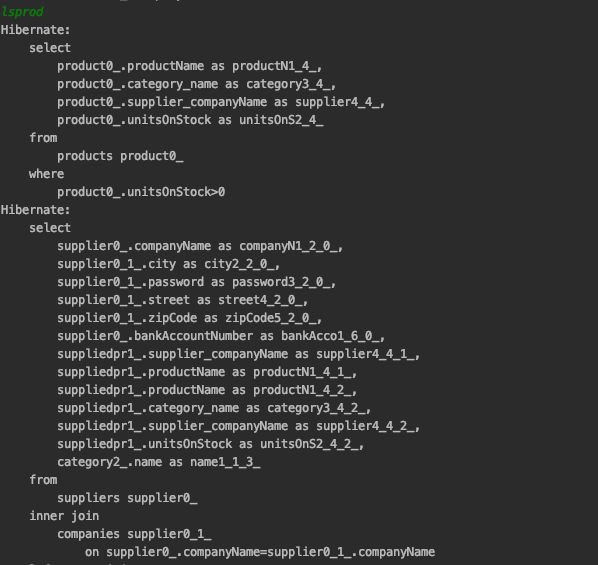 lsprod
Hibernate:
    select
        product0_.productName as productN1_4_,
        product0_.category_name as category3_4_,
        product0_.supplier_companyName as supplier4_4_,
        product0_.unitsOnStock as unitsOnS2_4_
    from
        products product0_
    where
        product0_.unitsOnStock>0
Hibernate:
    select
        supplier0_.companyName as companyN1_2_0_,
        supplier0_1_.city as city2_2_0_,
        supplier0_1_.password as password3_2_0_,
        supplier0_1_.street as street4_2_0_,
        supplier0_1_.zipCode as zipCode5_2_0_,
        supplier0_.bankAccountNumber as bankAcco1_6_0_,
        suppliedpr1_.supplier_companyName as supplier4_4_1_,
        suppliedpr1_.productName as productN1_4_1_,
        suppliedpr1_.productName as productN1_4_2_,
        suppliedpr1_.category_name as category3_4_2_,
        suppliedpr1_.supplier_companyName as supplier4_4_2_,
        suppliedpr1_.unitsOnStock as unitsOnS2_4_2_,
        category2_.name as name1_1_3_
    from
        suppliers supplier0_
    inner join
        companies supplier0_1_
            on supplier0_.companyName=supplier0_1_.companyName